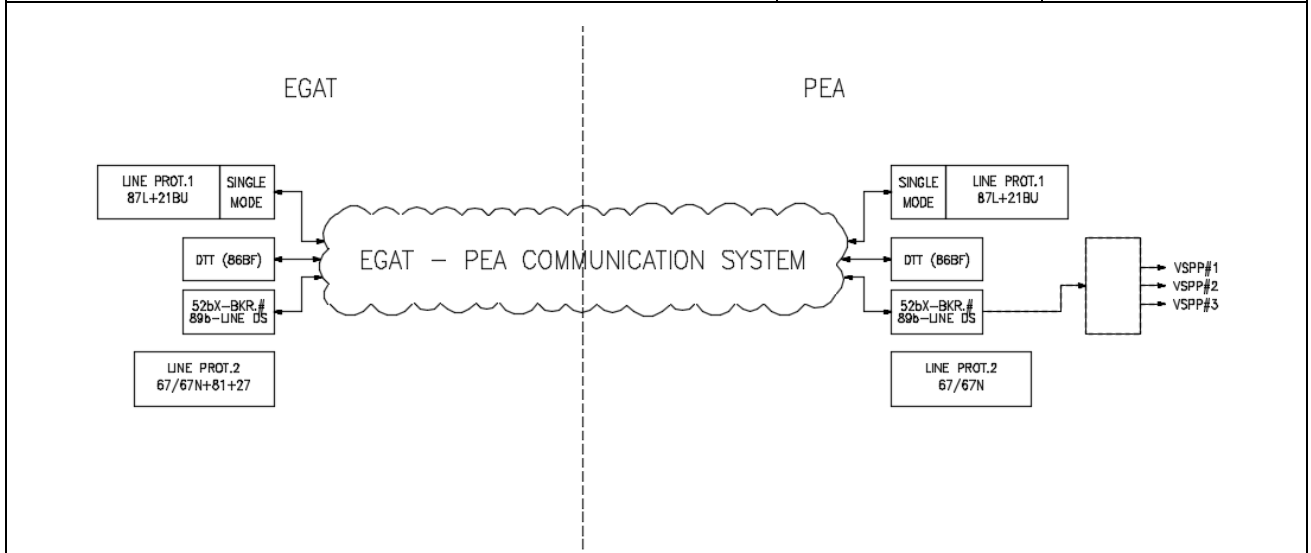 EGAT
PEA
LINE PROT.1
87L+21BU
SINGLE
MODE
SINGLE
MODE
LINE PROT.1
87L+21BU
DTT (86BF)
EGAT – PEA COMMUNICATION SYSTEM
DTT (86BF)
VSPP#1
VSPP#2
VSPP#3
52bX–BKR.#
89b–LINE DS
52bX–BKR.#
89b–LINE DS
LINE PROT.2
67/67N+81+27
LINE PROT.2
67/67N